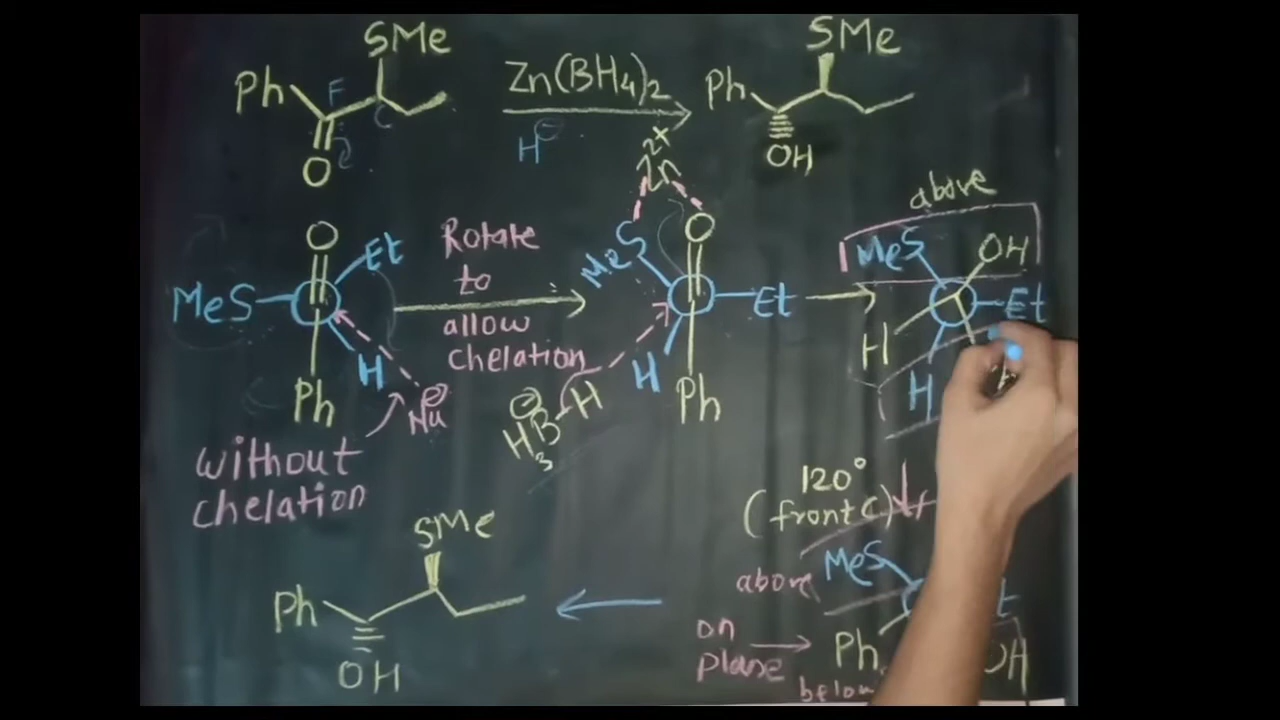 SMe
Ph F C O
Zn(BH4)2
H⊖
SMe
Ph
OH
O Et
MeS
H
Ph
Nu⊖
without
chelation
Rotate
to
allow
chelation
Zn2+
MeS O
Et
H
Ph
⊖
H3B H
above
MeS OH
Et
H
H
120°
(front C)
above MeS
on
plane Ph OH
below
SMe
Ph
OH